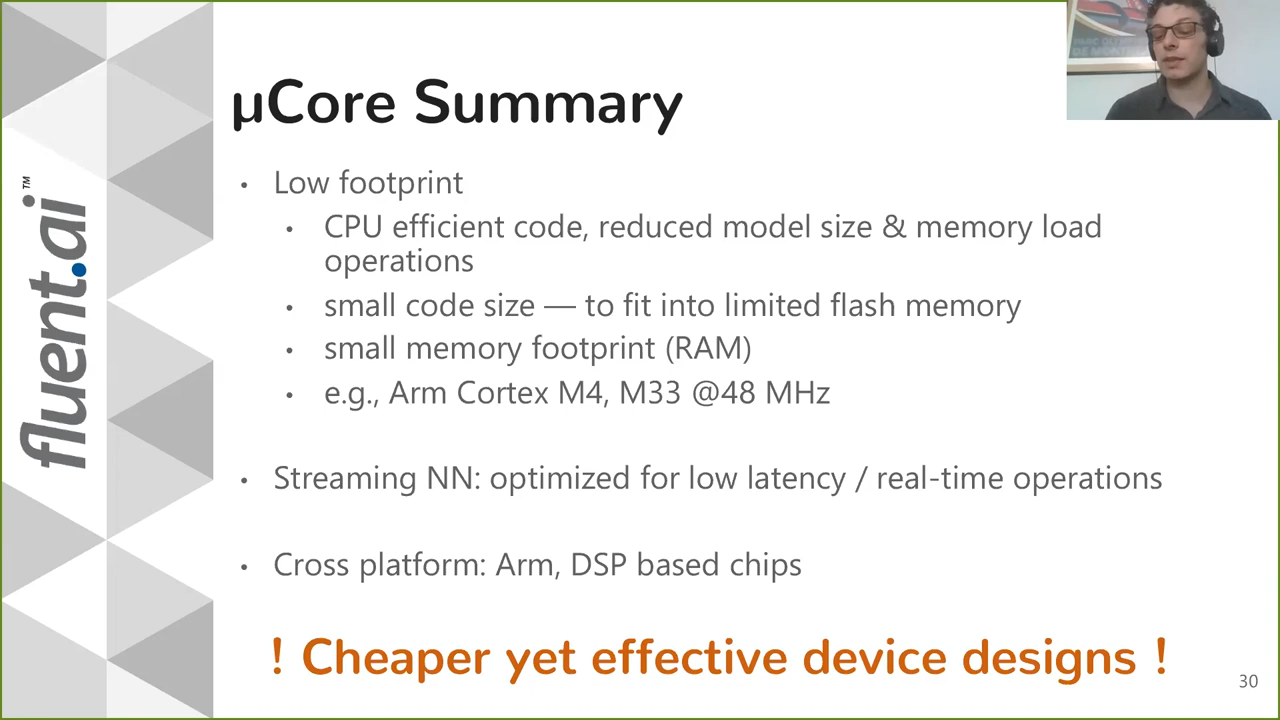 µCore Summary
• Low footprint
• CPU efficient code, reduced model size & memory load
operations
• small code size — to fit into limited flash memory
• small memory footprint (RAM)
• e.g., Arm Cortex M4, M33 @48 MHz
• Streaming NN: optimized for low latency / real-time operations
• Cross platform: Arm, DSP based chips
! Cheaper yet effective device designs !
30
fluent.ai™
DE MONTR